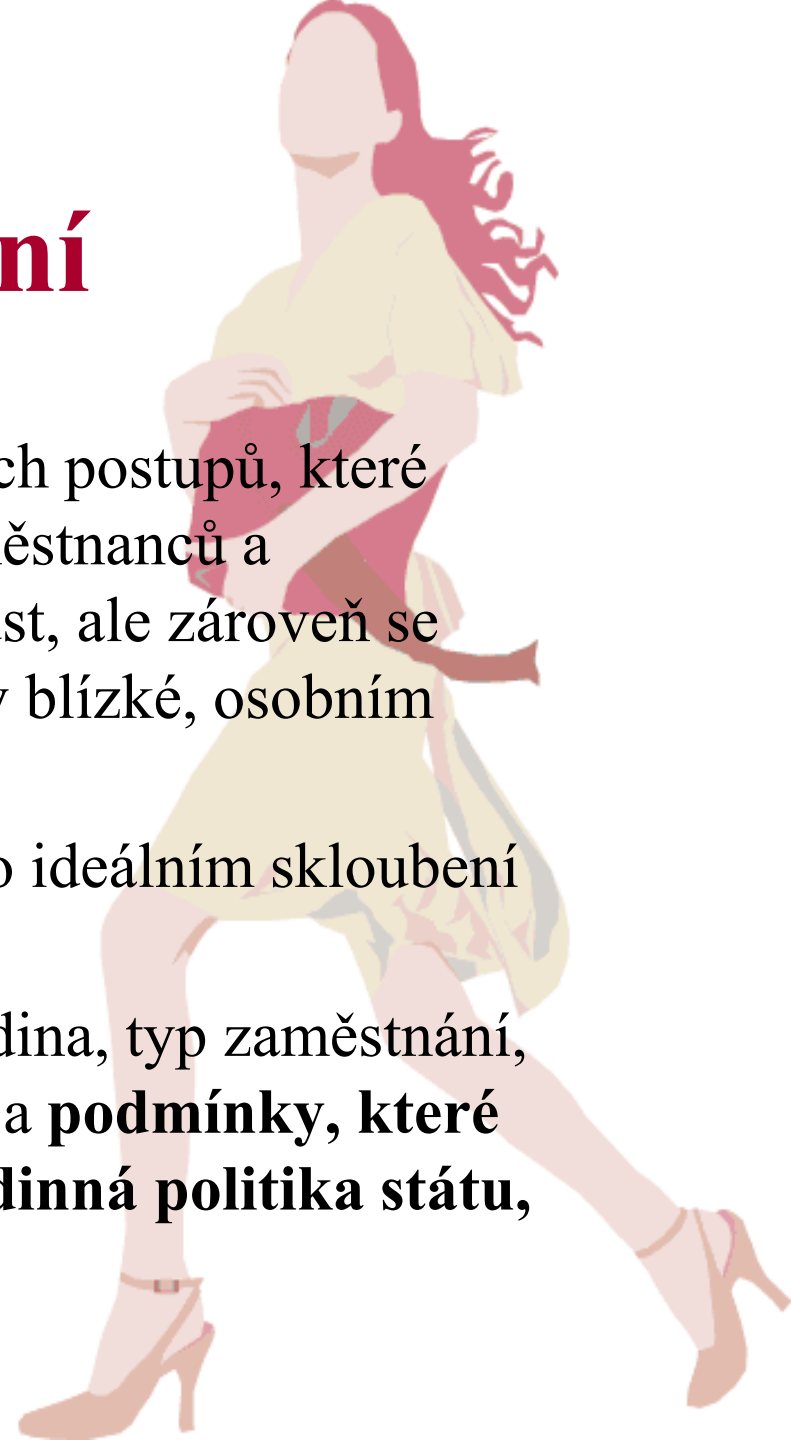 ní
ch postupů, které
ěstnanců a
st, ale zároveň se
blízké, osobním
o ideálním skloubení
dina, typ zaměstnání,
a podmínky, které
dinná politika státu,